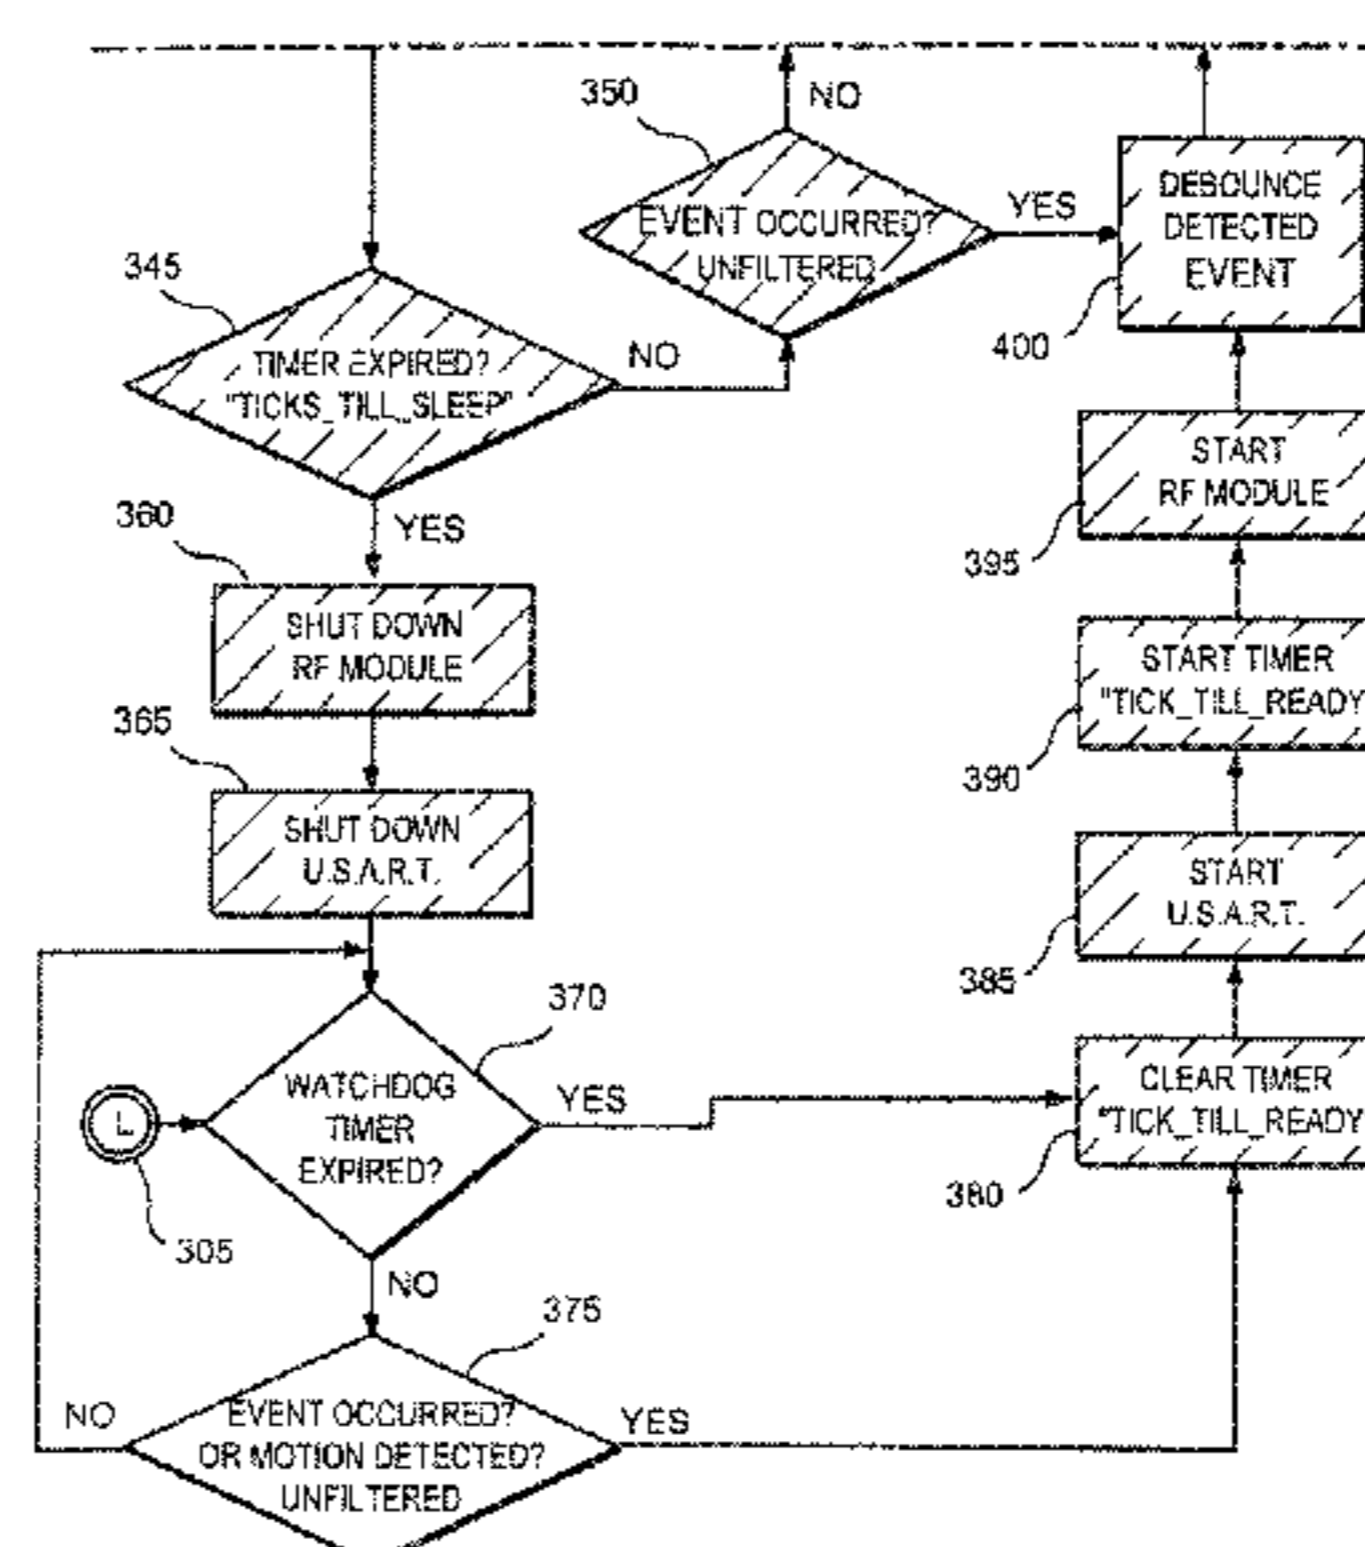 350
NO
EVENT OCCURRED?
UNFILTERED
YES
DEBOUNCE
DETECTED
EVENT
400
345
TIMER EXPIRED?
"TICKS_TILL_SLEEP"
NO
YES
START
RF MODULE
395
360
SHUT DOWN
RF MODULE
START TIMER
"TICK_TILL_READY
390
365
SHUT DOWN
U.S.A.R.T.
START
U.S.A.R.T.
385
370
WATCHDOG
TIMER
EXPIRED?
YES
L
305
CLEAR TIMER
"TICK_TILL_READY
380
NO
375
NO
EVENT OCCURRED?
OR MOTION DETECTED?
UNFILTERED
YES